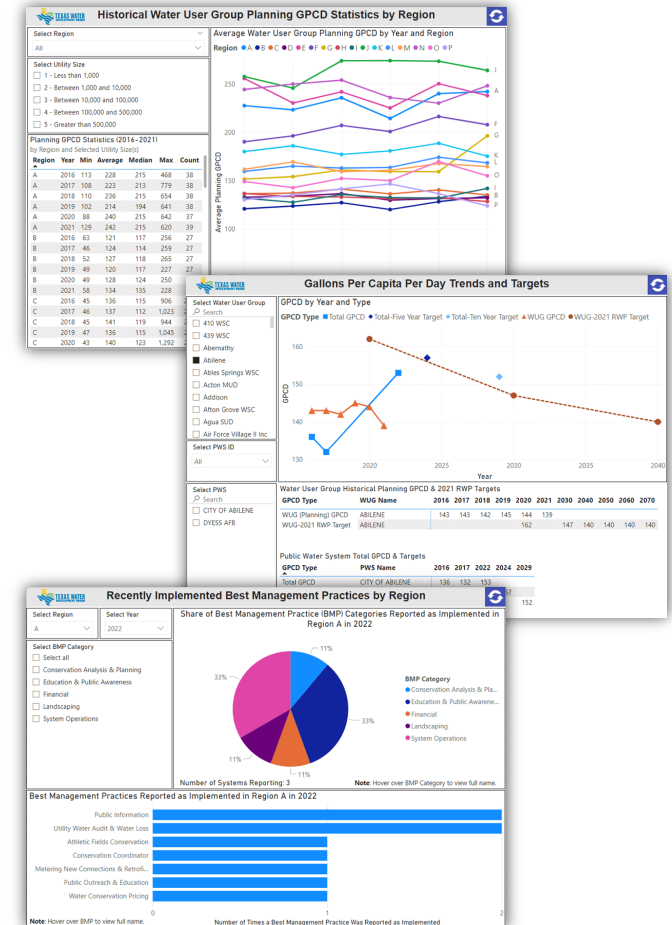 TEXAS WATER
Historical Water User Group Planning GPCD Statistics by Region
Select Region
All
Select Utility Size
1 - Less than 1,000
2 - Between 1,000 and 10,000
3 - Between 10,000 and 100,000
4 - Between 100,000 and 500,000
5 - Greater than 500,000
Planning GPCD Statistics (2016-2021)
by Region and Selected Utility Size(s)
Region Year Min Average Median Max Count
A 2016 113 228 215 468 38
A 2017 108 223 213 779 38
A 2018 110 236 215 654 38
A 2019 102 214 194 641 38
A 2020 88 240 215 642 37
A 2021 129 242 215 620 39
B 2016 63 121 117 256 27
B 2017 46 124 114 259 27
B 2018 52 127 118 265 27
B 2019 49 120 117 227 27
B 2020 49 128 124 250
B 2021 58 134 135 228
C 2016 45 136 115 906
C 2017 46 137 112 1,023
C 2018 45 141 119 944
C 2019 47 136 115 1,045
C 2020 43 140 123 1,292
Average Water User Group Planning GPCD by Year and Region
Region A B C D E F G H I J K L M N O P
Average Planning GPCD
250
200
150
100
J
A
F
G
K
L
O
I
B
P
TEXAS WATER
Gallons Per Capita Per Day Trends and Targets
Select Water User Group
Search
410 WSC
439 WSC
Abernathy
Abilene
Ables Springs WSC
Acton MUD
Addison
Afton Grove WSC
Agua SUD
Air Force Village II Inc
Select PWS ID
All
Select PWS
Search
CITY OF ABILENE
DYESS AFB
GPCD by Year and Type
GPCD Type Total GPCD Total-Five Year Target Total-Ten Year Target WUG GPCD WUG-2021 RWP Target
GPCD
160
150
140
130
2020 2025 2030 2035 2040
Year
Water User Group Historical Planning GPCD & 2021 RWP Targets
GPCD Type WUG Name 2016 2017 2018 2019 2020 2021 2030 2040 2050 2060 2070
WUG (Planning) GPCD ABILENE 143 143 142 145 144 139
WUG-2021 RWP Target ABILENE 162 147 140 140 140 140
Public Water System Total GPCD & Targets
GPCD Type PWS Name 2016 2017 2022 2024 2029
Total GPCD CITY OF ABILENE 136 132 153
152
TEXAS WATER
Recently Implemented Best Management Practices by Region
Select Region
A
Select Year
2022
Select BMP Category
Select all
Conservation Analysis & Planning
Education & Public Awareness
Financial
Landscaping
System Operations
Share of Best Management Practice (BMP) Categories Reported as Implemented in
Region A in 2022
11%
33%
33%
11%
11%
BMP Category
Conservation Analysis & Pla...
Education & Public Awarene...
Financial
Landscaping
System Operations
Number of Systems Reporting: 3
Note: Hover over BMP Category to view full name.
Best Management Practices Reported as Implemented in Region A in 2022
Public Information
Utility Water Audit & Water Loss
Athletic Fields Conservation
Conservation Coordinator
Metering New Connections & Retrofi...
Public Outreach & Education
Water Conservation Pricing
0 1 2
Note: Hover over BMP to view full name.
Number of Times a Best Management Practice Was Reported as Implemented